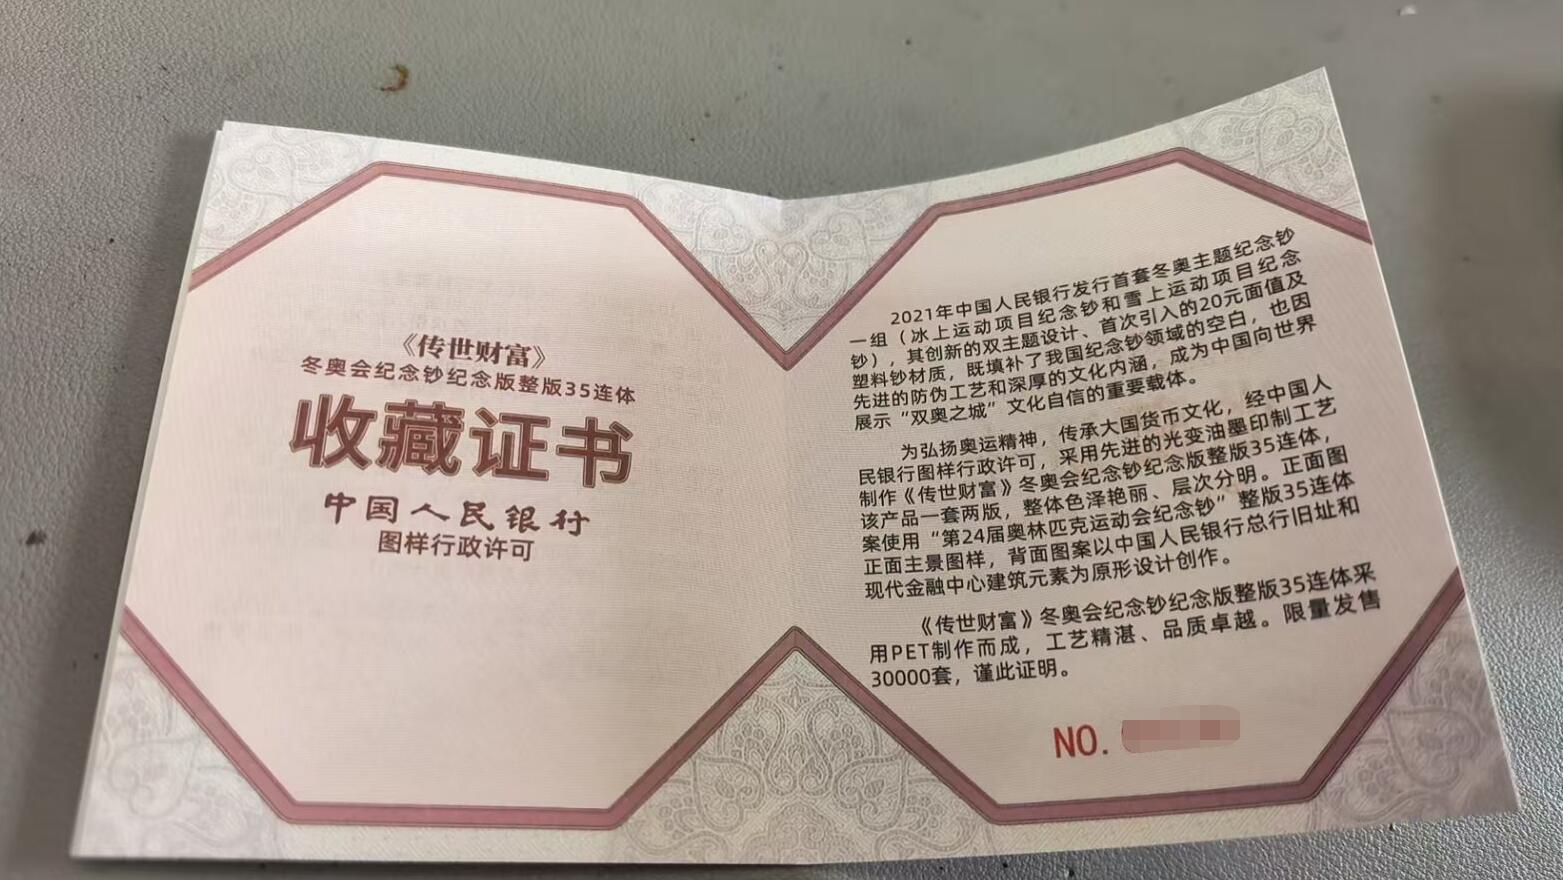 《传世财富》
冬奥会纪念钞纪念版整版35连体
收藏证书
中国人民银行
图样行政许可
2021年中国人民银行发行首套冬奥主题纪念钞
一组（冰上运动项目纪念钞和雪上运动项目纪念
钞），其创新的双主题设计、首次引入的20元面值及
塑料钞材质，既填补了我国纪念钞领域的空白，也因
先进的防伪工艺和深厚的文化内涵，成为中国向世界
展示“双奥之城”文化自信的重要载体。
为弘扬奥运精神，传承大国货币文化，经中国人
民银行图样行政许可，采用先进的光变油墨印制工艺
制作《传世财富》冬奥会纪念钞纪念版整版35连体，
该产品一套两版，整体色泽艳丽、层次分明。正面图
案使用“第24届奥林匹克运动会纪念钞”整版35连体
正面主景图样，背面图案以中国人民银行总行旧址和
现代金融中心建筑元素为原形设计创作。
《传世财富》冬奥会纪念钞纪念版整版35连体采
用PET制作而成，工艺精湛、品质卓越。限量发售
30000套，谨此证明。
NO.